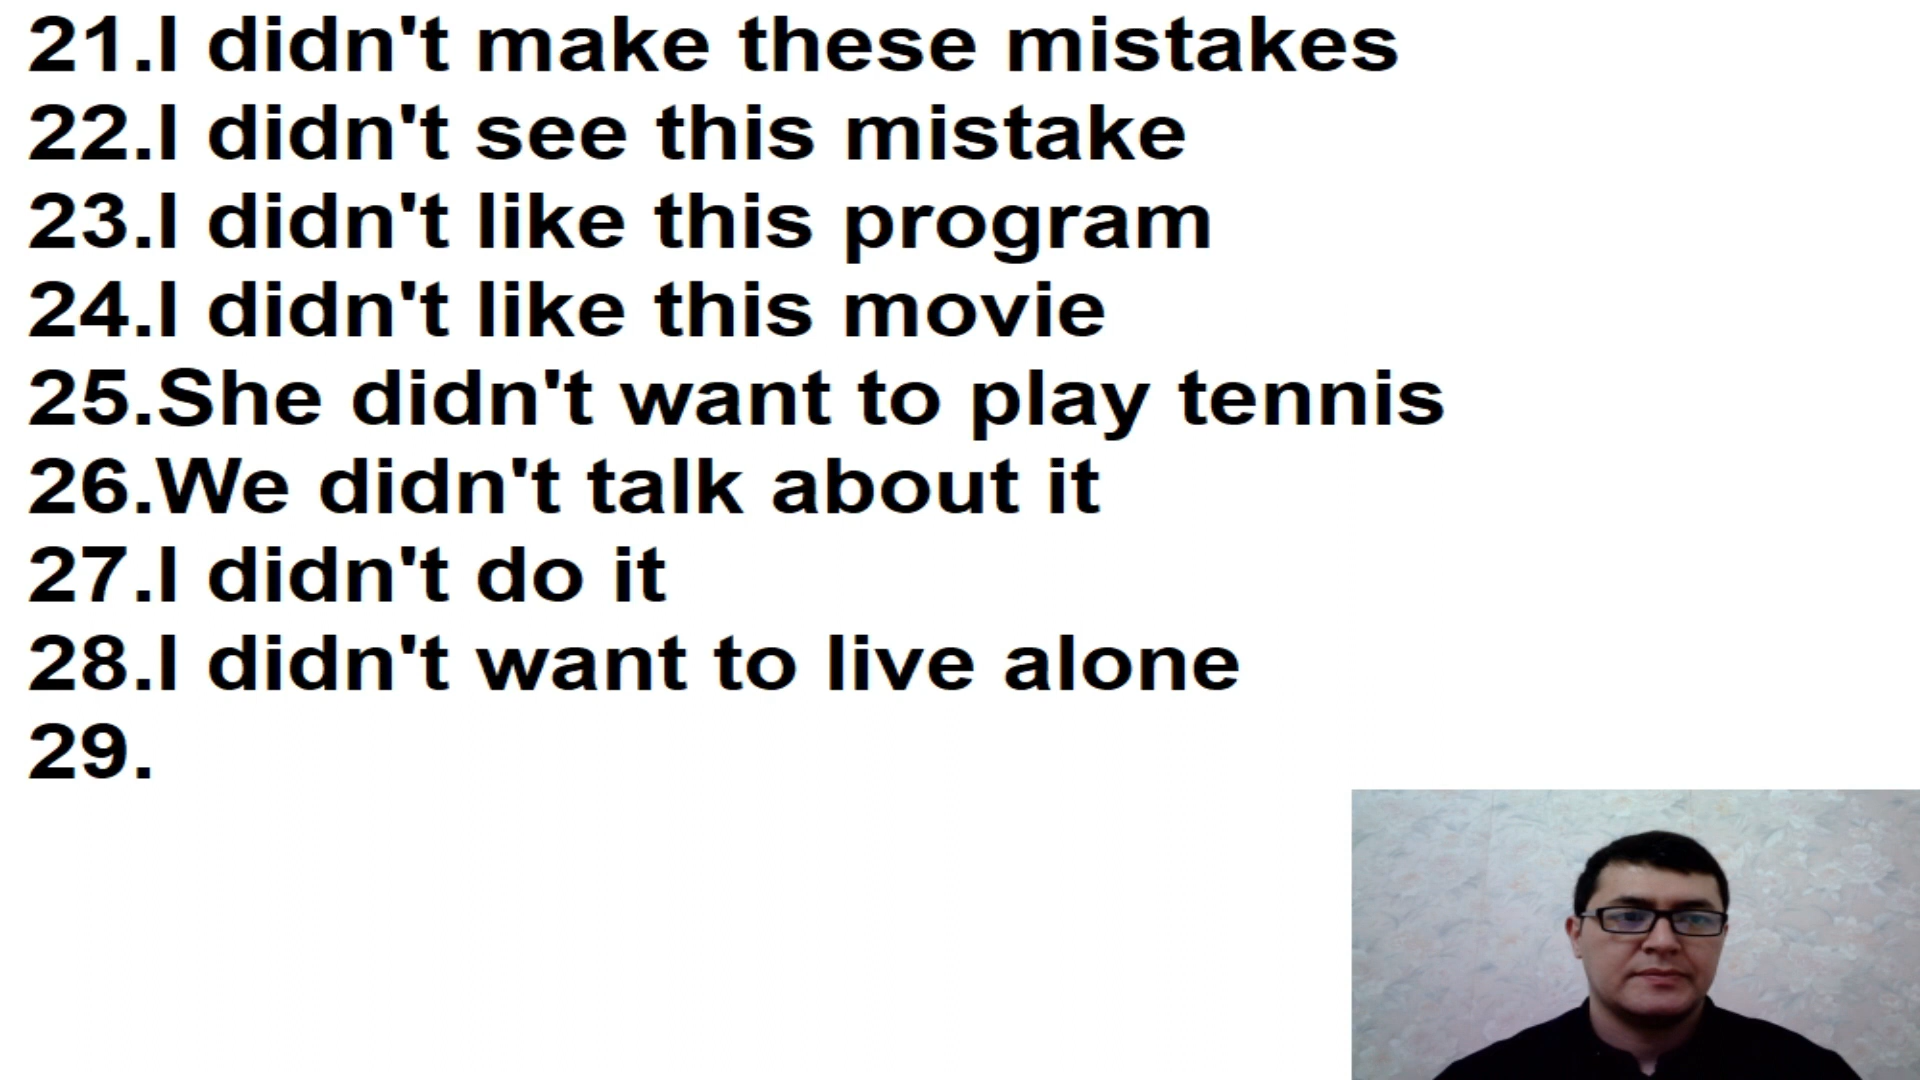 21.I didn't make these mistakes
22.I didn't see this mistake
23.I didn't like this program
24.I didn't like this movie
25.She didn't want to play tennis
26.We didn't talk about it
27.I didn't do it
28.I didn't want to live alone
29.